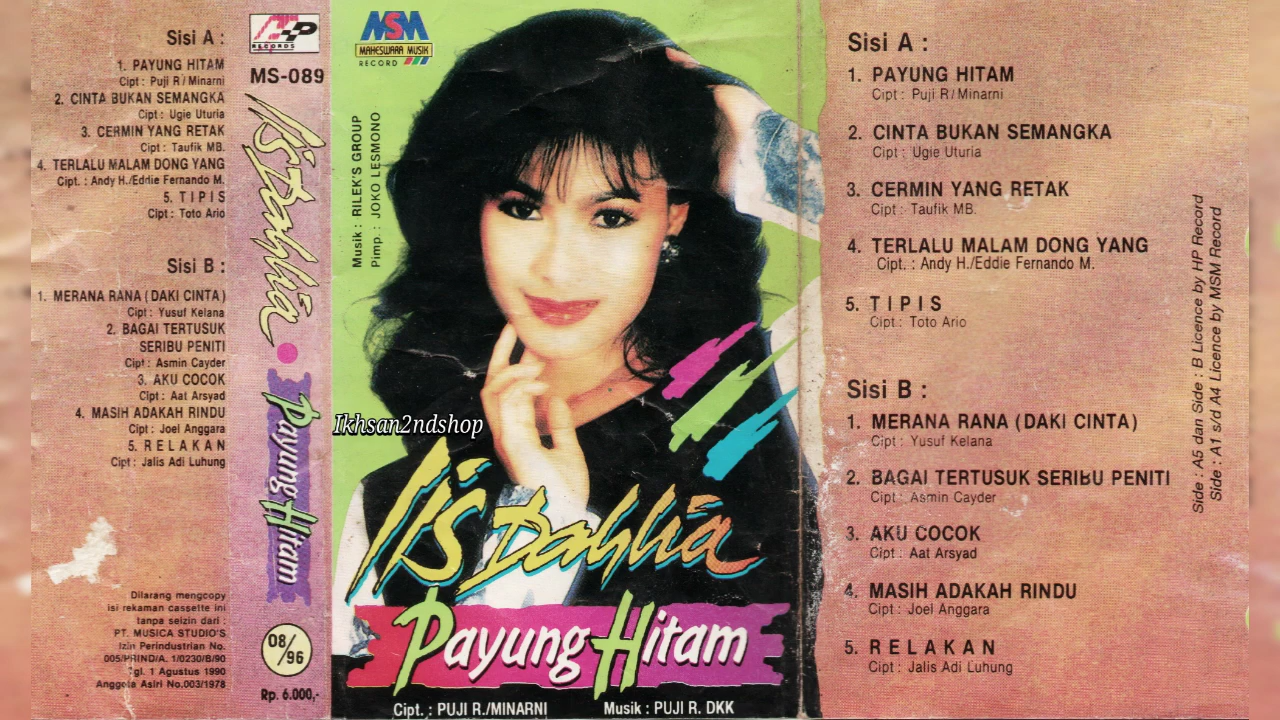 Sisi A :
1. PAYUNG HITAM
Cipt : Puji R / Minarni
2. CINTA BUKAN SEMANGKA
Cipt : Ugie Uturia
3. CERMIN YANG RETAK
Cipt : Taufik MB.
4. TERLALU MALAM DONG YANG
Cipt. : Andy H./Eddie Fernando M.
5. T I P I S
Cipt : Toto Ario
Sisi B :
1. MERANA RANA (DAKI CINTA)
Cipt : Yusuf Kelana
2. BAGAI TERTUSUK
SERIBU PENITI
Cipt : Asmin Cayder
3. AKU COCOK
Cipt : Aat Arsyad
4. MASIH ADAKAH RINDU
Cipt : Joel Anggara
5. R E L A K A N
Cipt : Jalis Adi Luhung
Dilarang mengcopy
isi rekaman cassette ini
tanpa seizin dari :
PT. MUSICA STUDIO'S
Izin Perindustrian No.
005/PRIND/A. 1/0230/B/90
Tgl. 1 Agustus 1990
Anggota Asiri No.003/1978
HP
RECORDS
MS-089
Iis Dahlia
Payung Hitam
08/96
Rp. 6.000,-
MSM
MAHESWARA MUSIK
RECORD
Musik : RILEK'S GROUP
Pimp. : JOKO LESMONO
Ikhsan2ndshop
Iis Dahlia
Payung Hitam
Cipt. : PUJI R./MINARNI
Musik : PUJI R. DKK
Sisi A :
1. PAYUNG HITAM
Cipt : Puji R / Minarni
2. CINTA BUKAN SEMANGKA
Cipt : Ugie Uturia
3. CERMIN YANG RETAK
Cipt : Taufik MB.
4. TERLALU MALAM DONG YANG
Cipt. : Andy H./Eddie Fernando M.
5. T I P I S
Cipt : Toto Ario
Sisi B :
1. MERANA RANA (DAKI CINTA)
Cipt : Yusuf Kelana
2. BAGAI TERTUSUK SERIBU PENITI
Cipt : Asmin Cayder
3. AKU COCOK
Cipt : Aat Arsyad
4. MASIH ADAKAH RINDU
Cipt : Joel Anggara
5. R E L A K A N
Cipt : Jalis Adi Luhung
Side : A5 dan Side : B Licence by HP Record
Side : A1 s/d A4 Licence by MSM Record